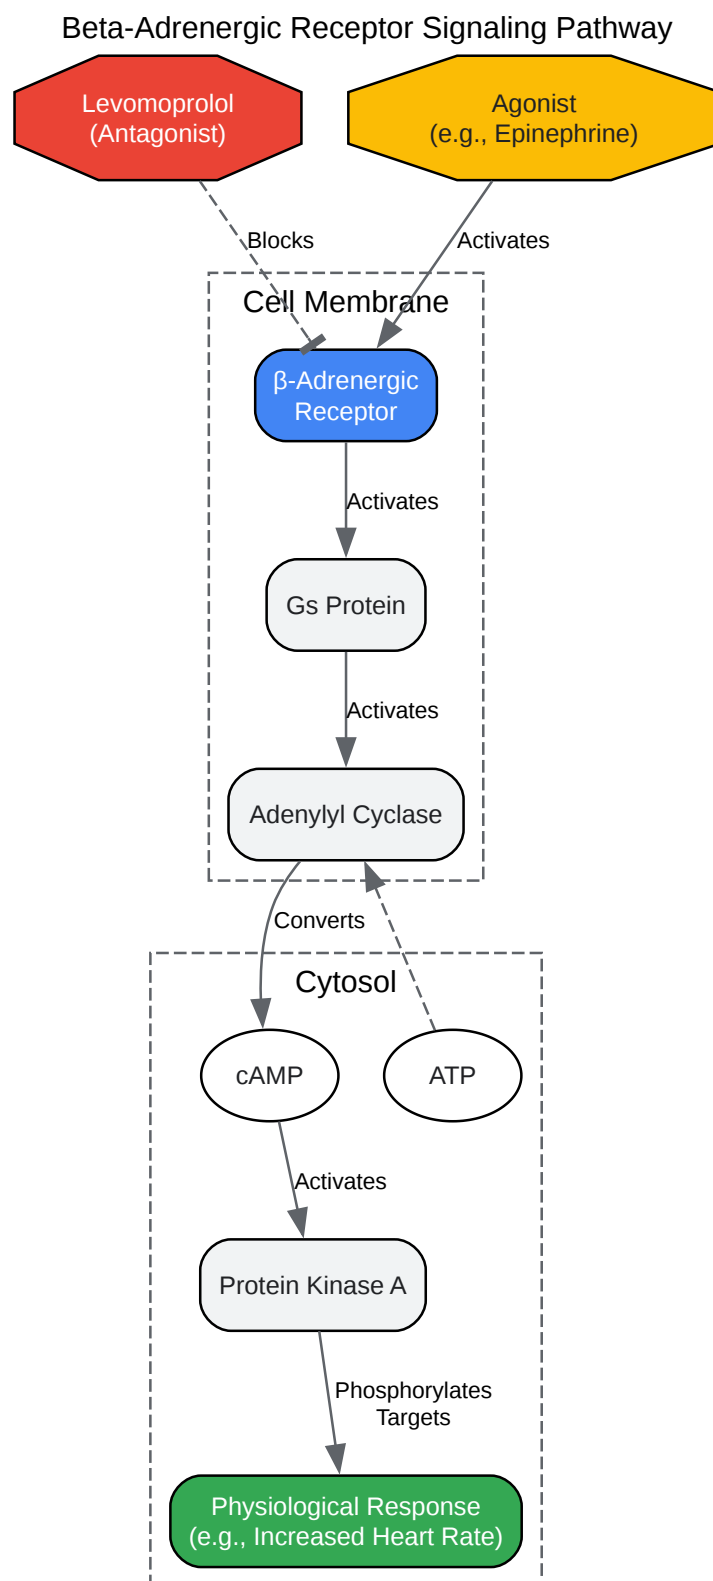 Beta-Adrenergic Receptor Signaling Pathway
Levomoprolol
(Antagonist)
Agonist
(e.g., Epinephrine)
Blocks
Activates
Cell Membrane
β-Adrenergic
Receptor
Activates
Gs Protein
Activates
Adenylyl Cyclase
Converts
Cytosol
cAMP
ATP
Activates
Protein Kinase A
Phosphorylates
Targets
Physiological Response
(e.g., Increased Heart Rate)